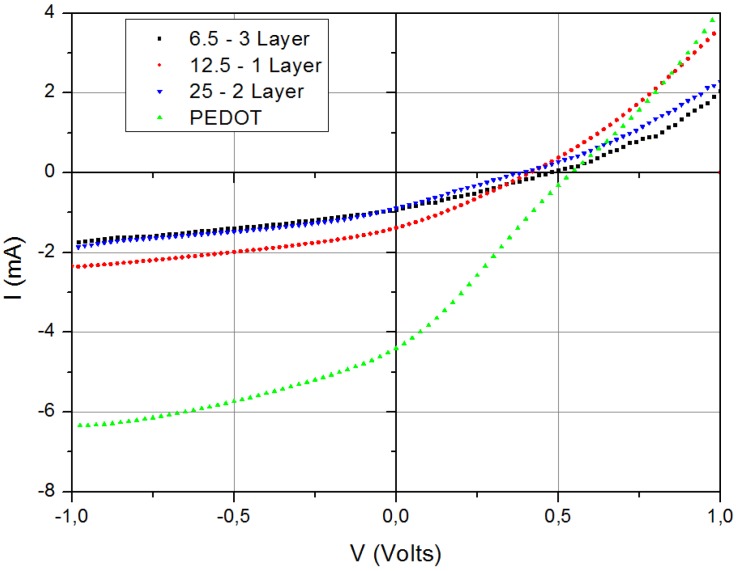 4
2
0
-2
-4
-6
-8
I (mA)
6.5 - 3 Layer
12.5 - 1 Layer
25 - 2 Layer
PEDOT
-1,0
-0,5
0,0
0,5
1,0
V (Volts)